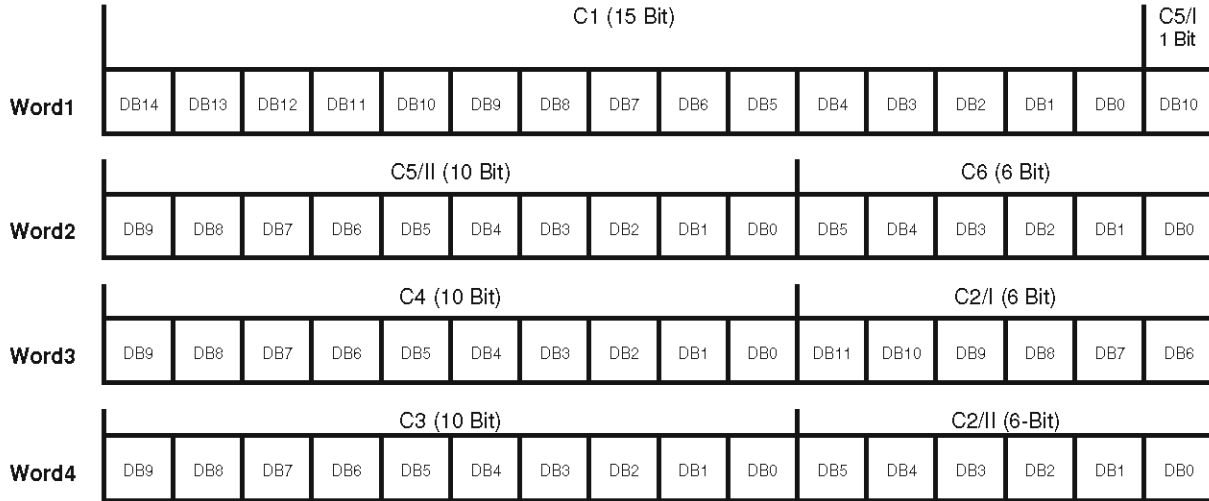 C1 (15 Bit) C5/I
1 Bit
Word1 DB14 DB13 DB12 DB11 DB10 DB9 DB8 DB7 DB6 DB5 DB4 DB3 DB2 DB1 DB0 DB10
C5/II (10 Bit) C6 (6 Bit)
Word2 DB9 DB8 DB7 DB6 DB5 DB4 DB3 DB2 DB1 DB0 DB5 DB4 DB3 DB2 DB1 DB0
C4 (10 Bit) C2/I (6 Bit)
Word3 DB9 DB8 DB7 DB6 DB5 DB4 DB3 DB2 DB1 DB0 DB11 DB10 DB9 DB8 DB7 DB6
C3 (10 Bit) C2/II (6-Bit)
Word4 DB9 DB8 DB7 DB6 DB5 DB4 DB3 DB2 DB1 DB0 DB5 DB4 DB3 DB2 DB1 DB0